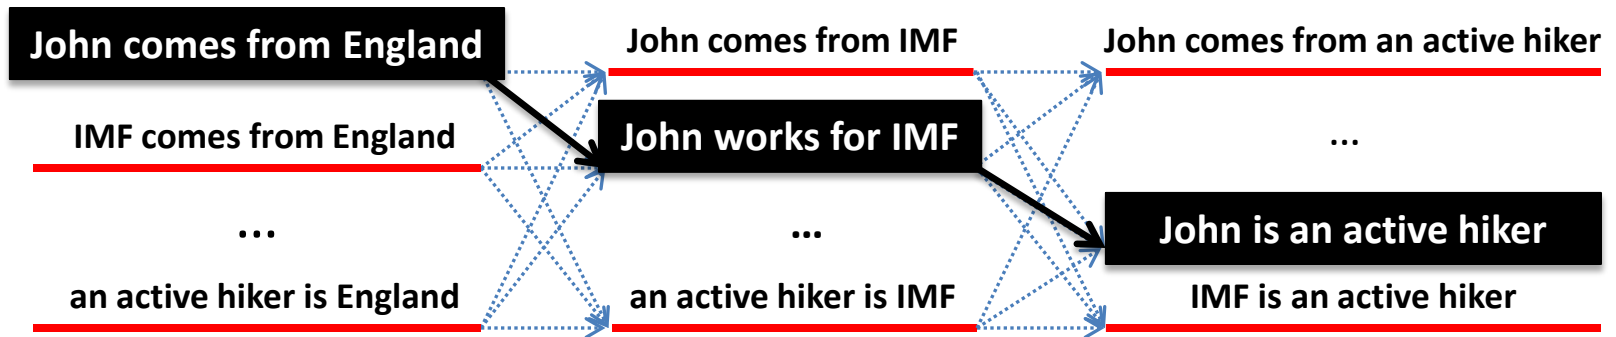 John comes from England
IMF comes from England
...
an active hiker is England
John comes from IMF
John works for IMF
...
an active hiker is IMF
John comes from an active hiker
...
John is an active hiker
IMF is an active hiker